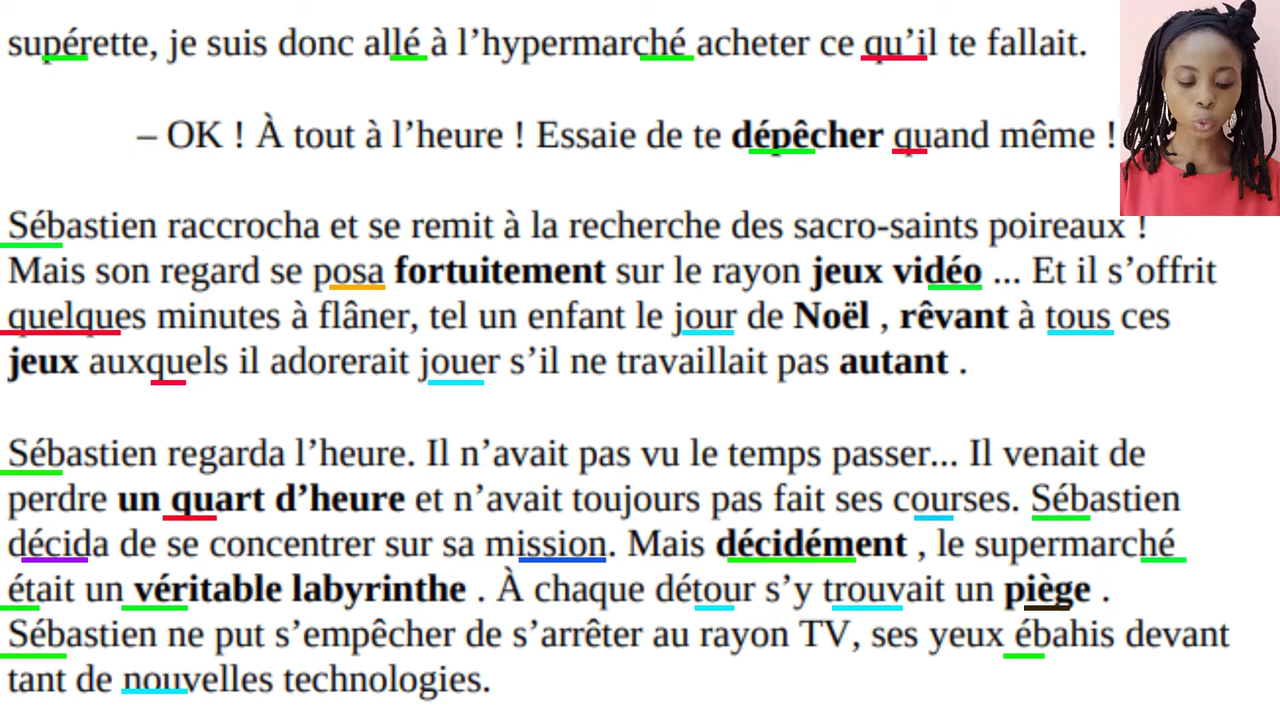 supérette, je suis donc allé à l’hypermarché acheter ce qu’il te fallait.
– OK ! À tout à l’heure ! Essaie de te dépêcher quand même !
Sébastien raccrocha et se remit à la recherche des sacro-saints poireaux !
Mais son regard se posa fortuitement sur le rayon jeux vidéo ... Et il s’offrit
quelques minutes à flâner, tel un enfant le jour de Noël , rêvant à tous ces
jeux auxquels il adorerait jouer s’il ne travaillait pas autant .
Sébastien regarda l’heure. Il n’avait pas vu le temps passer... Il venait de
perdre un quart d’heure et n’avait toujours pas fait ses courses. Sébastien
décida de se concentrer sur sa mission. Mais décidément , le supermarché
était un véritable labyrinthe . À chaque détour s’y trouvait un piège .
Sébastien ne put s’empêcher de s’arrêter au rayon TV, ses yeux ébahis devant
tant de nouvelles technologies.